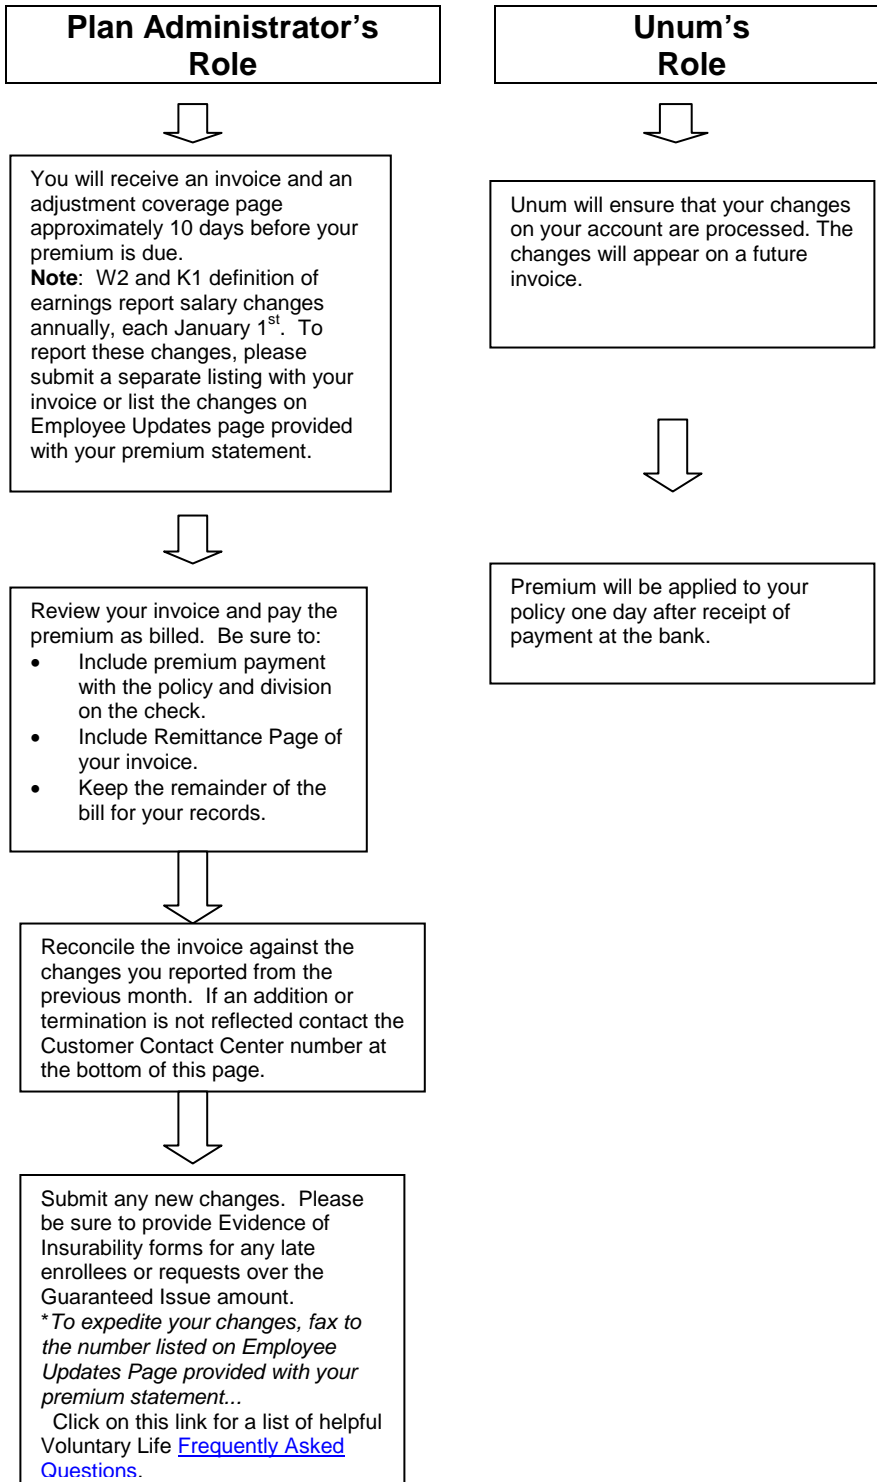 Plan Administrator's
Role
You will receive an invoice and an
adjustment coverage page
approximately 10 days before your
premium is due.
Note:  W2 and K1 definition of
earnings report salary changes
annually, each January 1st.  To
report these changes, please
submit a separate listing with your
invoice or list the changes on
Employee Updates page provided
with your premium statement.
Review your invoice and pay the
premium as billed.  Be sure to:
• Include premium payment
with the policy and division
on the check.
• Include Remittance Page of
your invoice.
• Keep the remainder of the
bill for your records.
Reconcile the invoice against the
changes you reported from the
previous month.  If an addition or
termination is not reflected contact the
Customer Contact Center number at
the bottom of this page.
Submit any new changes.  Please
be sure to provide Evidence of
Insurability forms for any late
enrollees or requests over the
Guaranteed Issue amount.
*To expedite your changes, fax to
the number listed on Employee
Updates Page provided with your
premium statement...
Click on this link for a list of helpful
Voluntary Life Frequently Asked
Questions.
Unum's
Role
Unum will ensure that your changes
on your account are processed. The
changes will appear on a future
invoice.
Premium will be applied to your
policy one day after receipt of
payment at the bank.